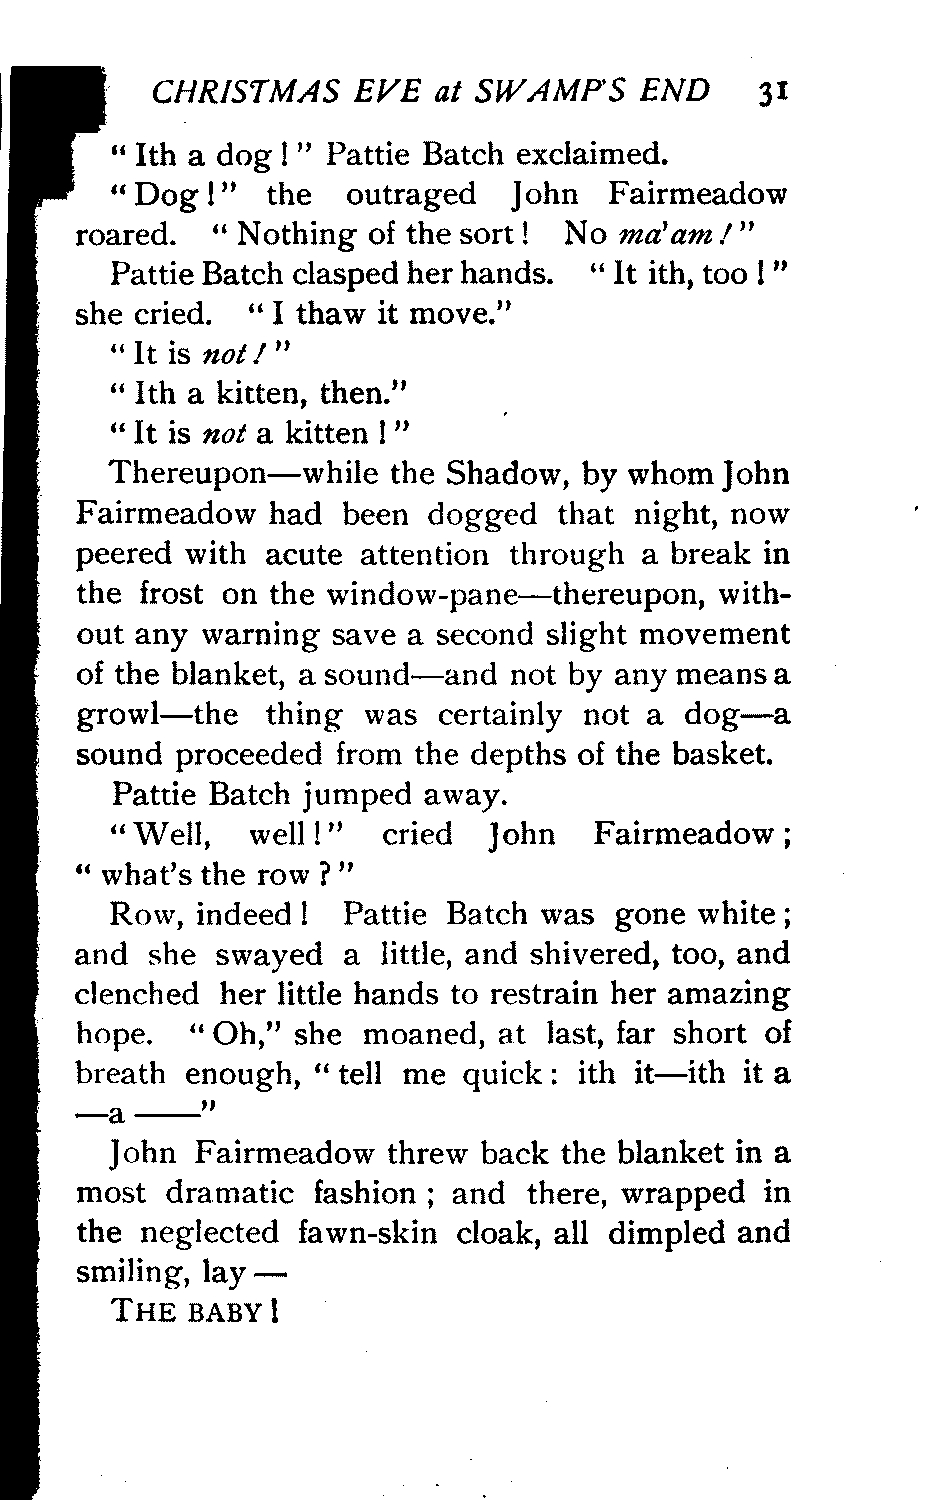 CHRISTMAS EVE at SWAMP'S END 31
" Ith a dog ! " Pattie Batch exclaimed.
" Dog ! " the outraged John Fairmeadow
roared. " Nothing of the sort ! No ma'am ! "
Pattie Batch clasped her hands. " It ith, too ! "
she cried. " I thaw it move."
" It is not ! "
" Ith a kitten, then."
" It is not a kitten ! "
Thereupon—while the Shadow, by whom John
Fairmeadow had been dogged that night, now
peered with acute attention through a break in
the frost on the window-pane—thereupon, with-
out any warning save a second slight movement
of the blanket, a sound—and not by any means a
growl—the thing was certainly not a dog—a
sound proceeded from the depths of the basket.
Pattie Batch jumped away.
" Well, well ! " cried John Fairmeadow ;
" what's the row ? "
Row, indeed ! Pattie Batch was gone white ;
and she swayed a little, and shivered, too, and
clenched her little hands to restrain her amazing
hope. " Oh," she moaned, at last, far short of
breath enough, " tell me quick : ith it—ith it a
—a ——"
John Fairmeadow threw back the blanket in a
most dramatic fashion ; and there, wrapped in
the neglected fawn-skin cloak, all dimpled and
smiling, lay —
THE BABY !